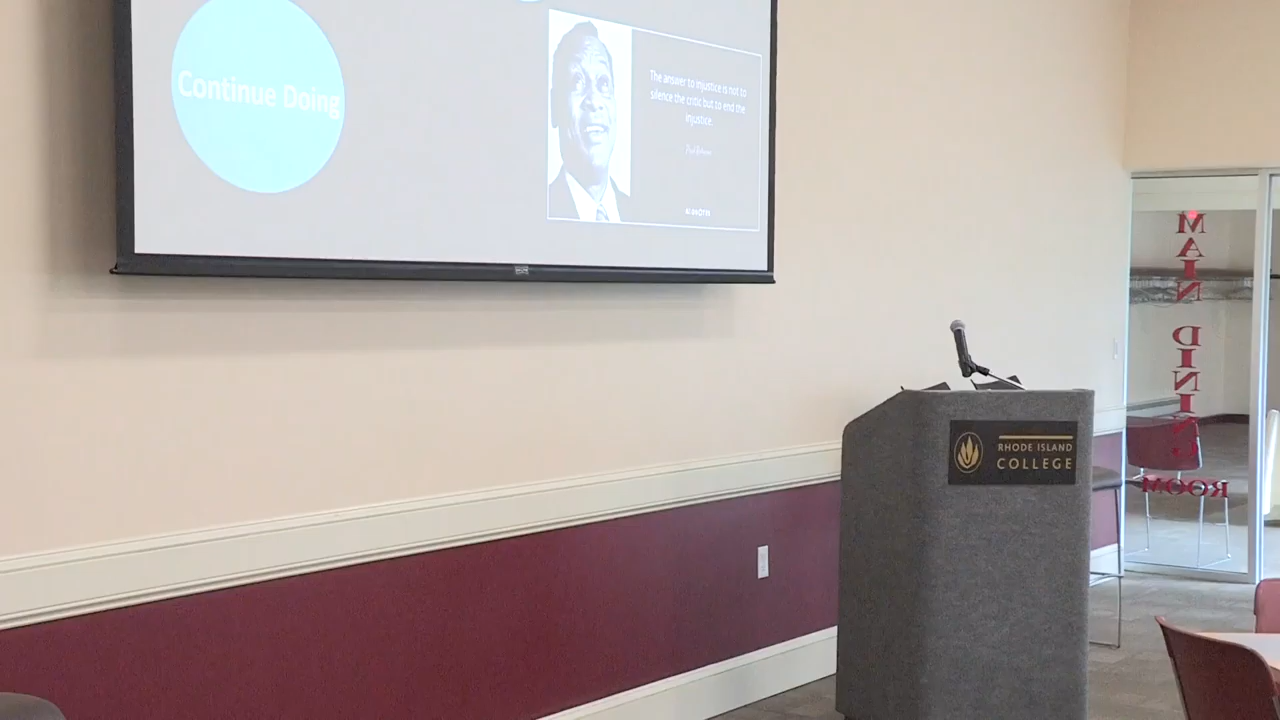 Continue Doing
The answer to injustice is not to
silence the critic but to end the
injustice.
RHODE ISLAND
COLLEGE
MAIN DINING
ROOM